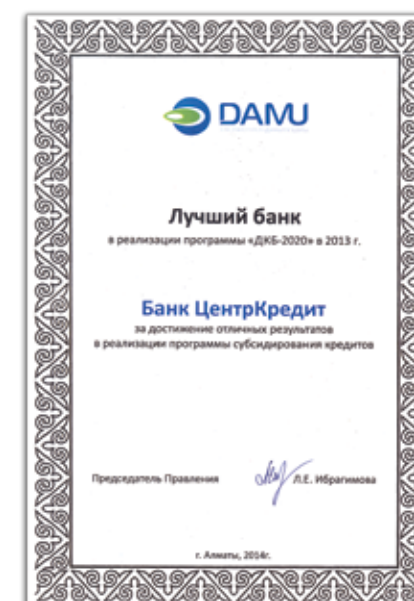 DAMU
Лучший банк
в реализации программы «ДКБ-2020» в 2013 г.
Банк ЦентрКредит
за достижение отличных результатов
в реализации программы субсидирования кредитов
Председатель Правления Л.Е. Ибрагимова
г. Алматы, 2014г.